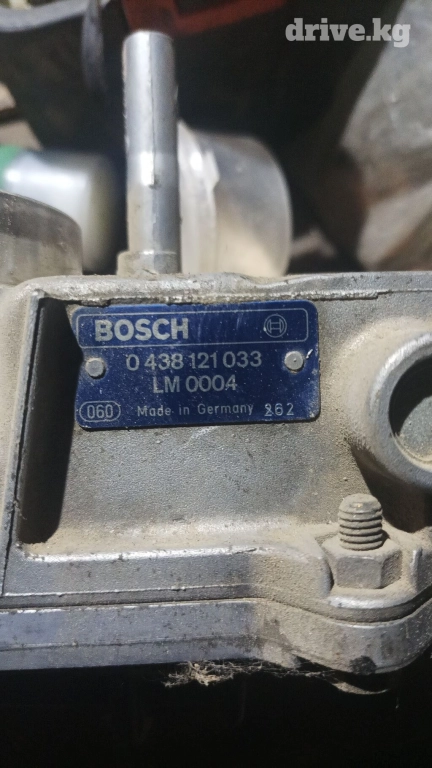 drive.kg
BOSCH
0 438 121 033
LM 0004
060 Made in Germany 262